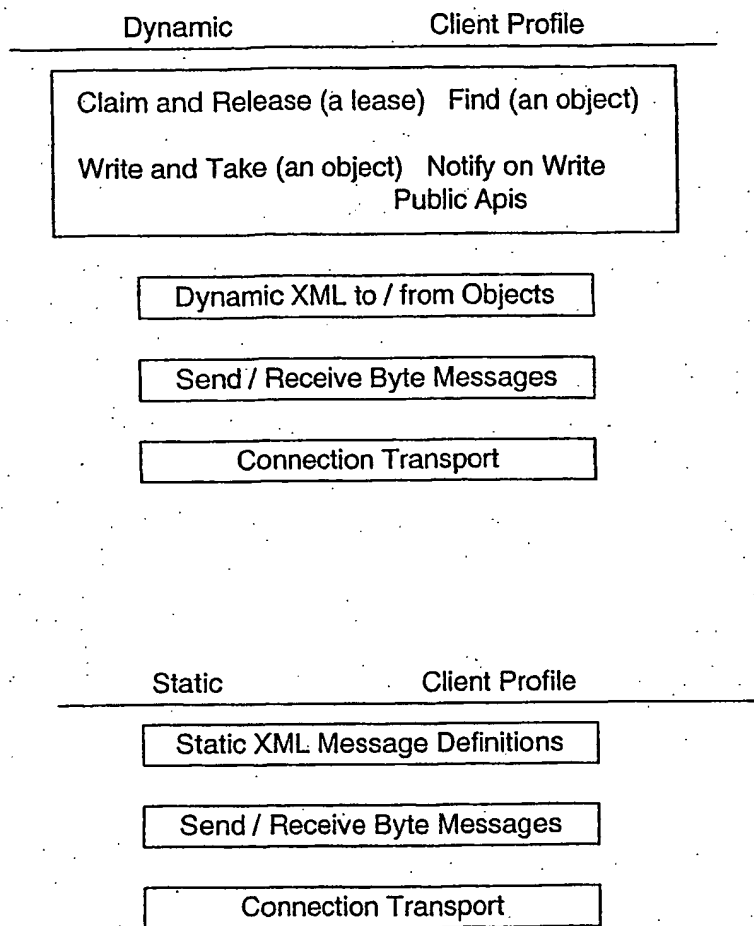 Dynamic Client Profile
Claim and Release (a lease) Find (an object)
Write and Take (an object) Notify on Write
Public Apis
Dynamic XML to / from Objects
Send / Receive Byte Messages
Connection Transport
Static Client Profile
Static XML Message Definitions
Send / Receive Byte Messages
Connection Transport